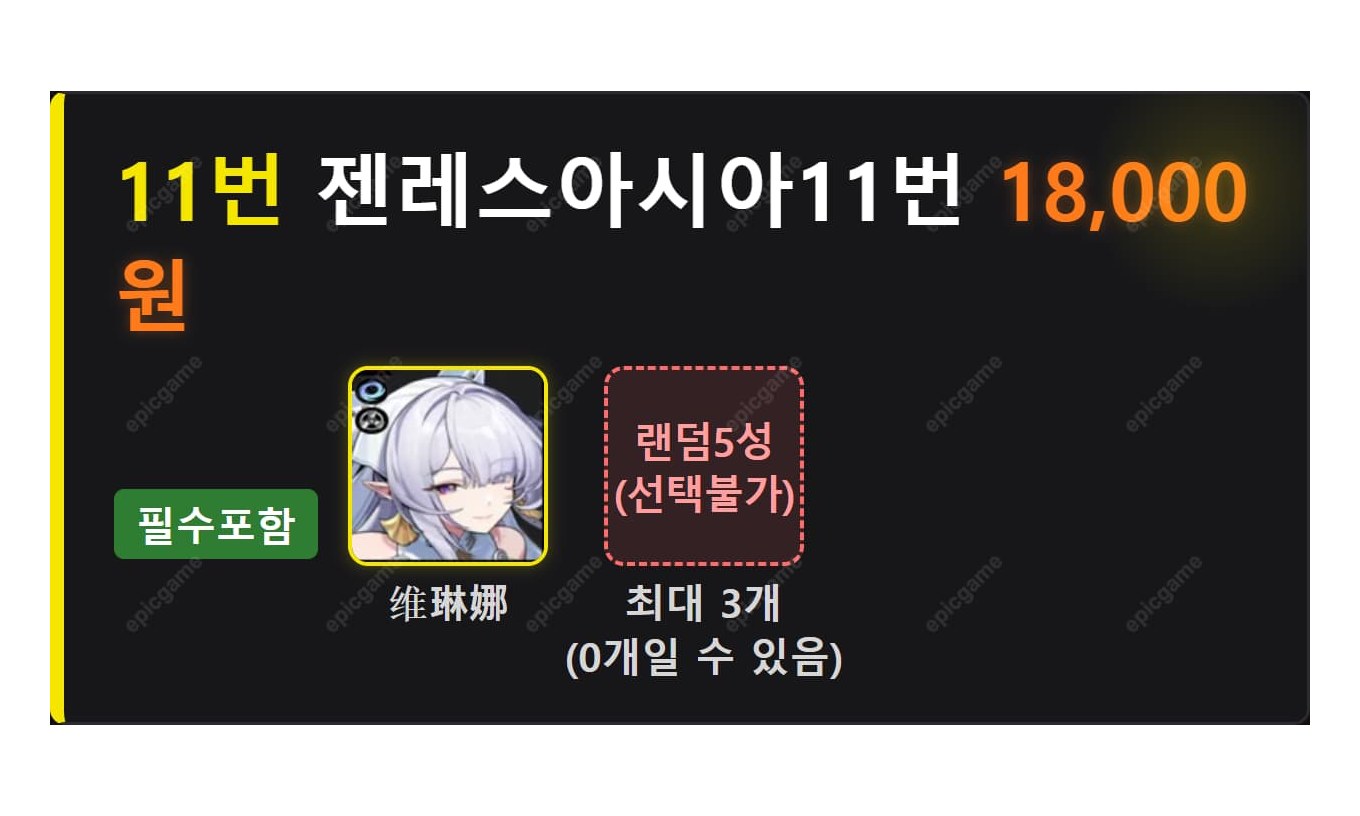 11번 젠레스아시아11번 18,000
원
필수포함
랜덤5성
(선택불가)
维琳娜
최대 3개
(0개일 수 있음)
epicgame